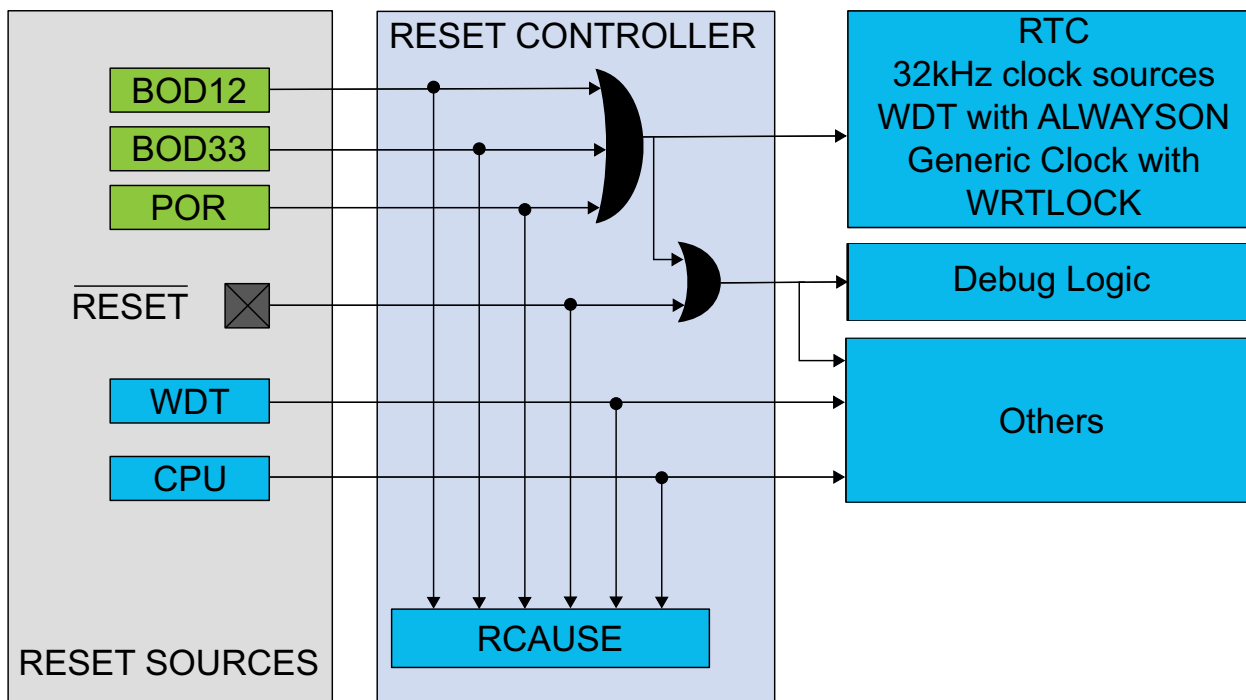 RESET SOURCES
BOD12
BOD33
POR
RESET
WDT
CPU
RESET CONTROLLER
RCAUSE
RTC
32kHz clock sources
WDT with ALWAYSON
Generic Clock with
WRTLOCK
Debug Logic
Others